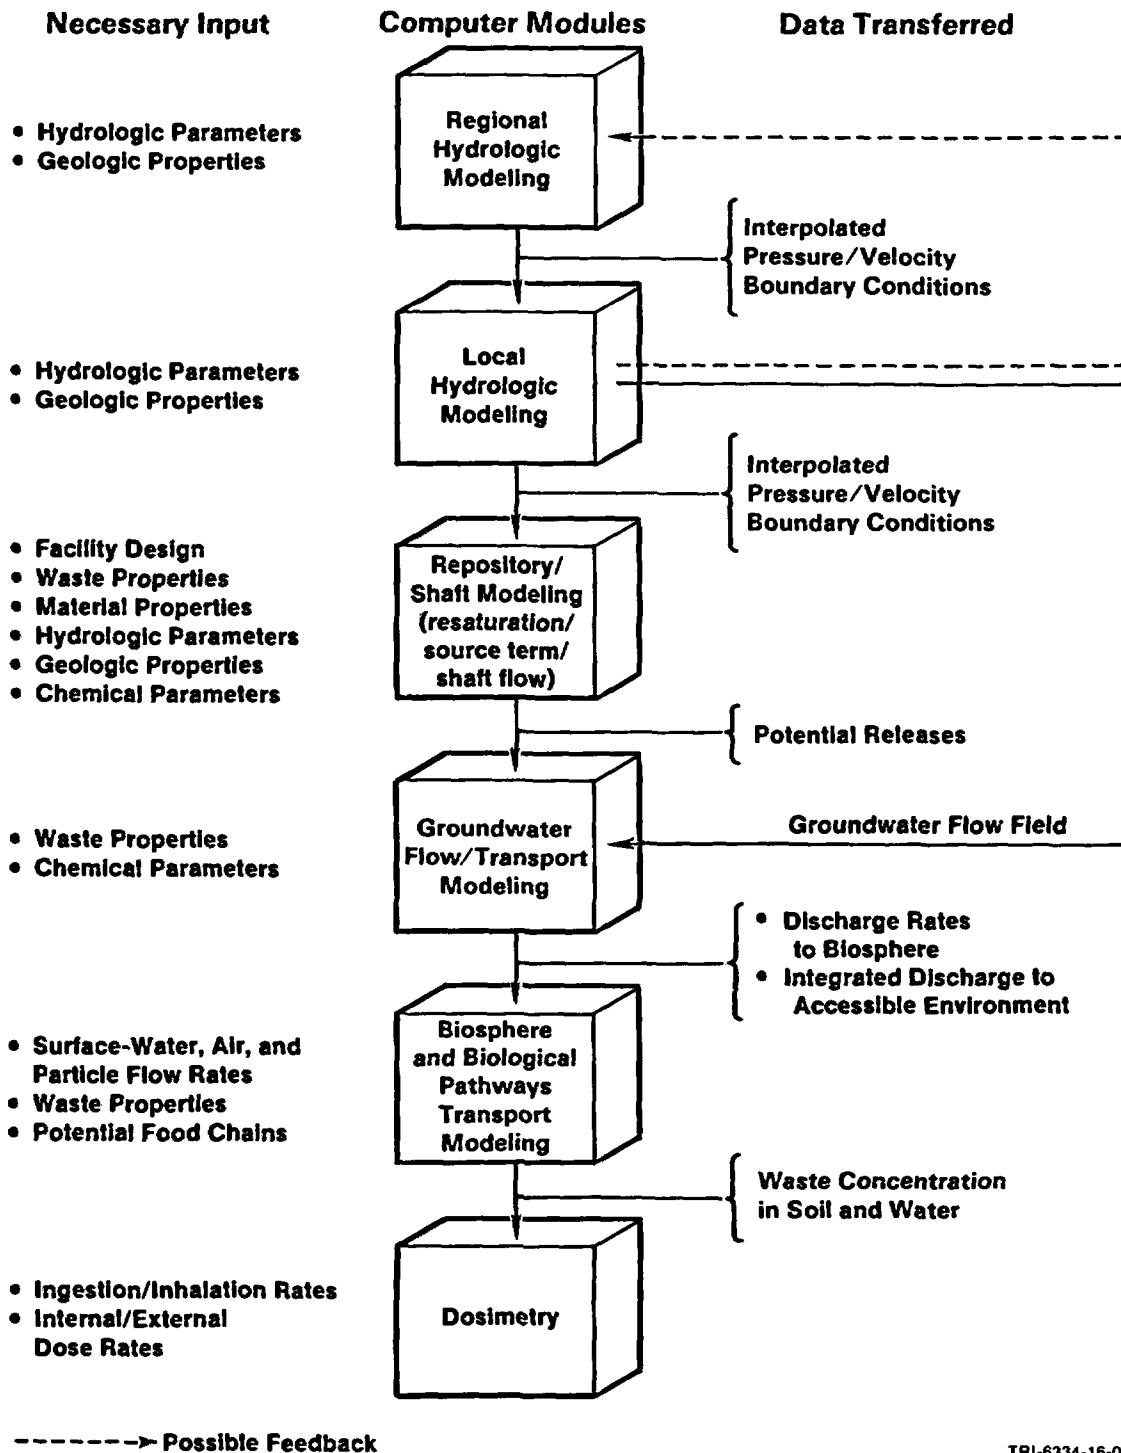 Necessary Input
Computer Modules
Data Transferred
• Hydrologic Parameters
• Geologic Properties
Regional
Hydrologic
Modeling
Interpolated
Pressure/Velocity
Boundary Conditions
• Hydrologic Parameters
• Geologic Properties
Local
Hydrologic
Modeling
Interpolated
Pressure/Velocity
Boundary Conditions
• Facility Design
• Waste Properties
• Material Properties
• Hydrologic Parameters
• Geologic Properties
• Chemical Parameters
Repository/
Shaft Modeling
(resaturation/
source term/
shaft flow)
Potential Releases
• Waste Properties
• Chemical Parameters
Groundwater
Flow/Transport
Modeling
Groundwater Flow Field
• Discharge Rates
to Biosphere
• Integrated Discharge to
Accessible Environment
• Surface-Water, Air, and
Particle Flow Rates
• Waste Properties
• Potential Food Chains
Biosphere
and Biological
Pathways
Transport
Modeling
Waste Concentration
in Soil and Water
• Ingestion/Inhalation Rates
• Internal/External
Dose Rates
Dosimetry
Possible Feedback
TRI-6334-16-0